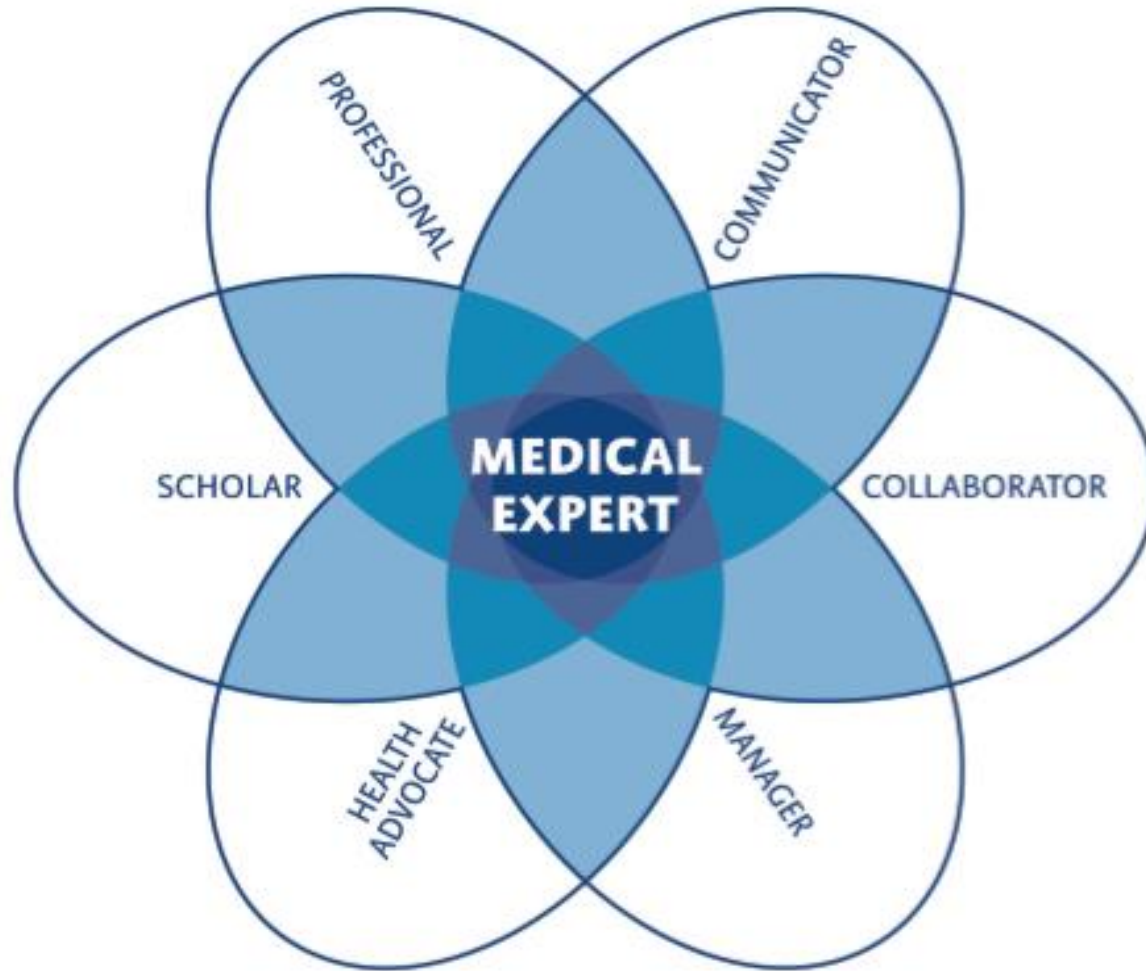 PROFESSIONAL
COMMUNICATOR
SCHOLAR
MEDICAL
EXPERT
COLLABORATOR
HEALTH
ADVOCATE
MANAGER